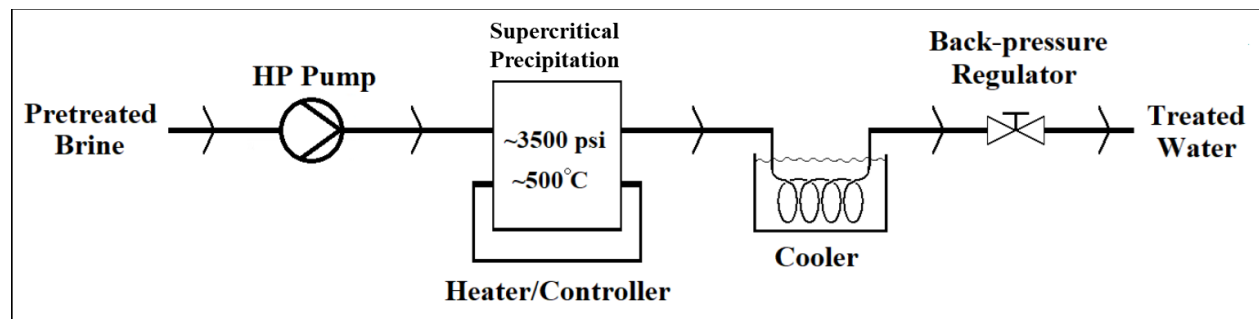 Pretreated
Brine
HP Pump
Supercritical
Precipitation
~3500 psi
~500°C
Heater/Controller
Cooler
Back-pressure
Regulator
Treated
Water